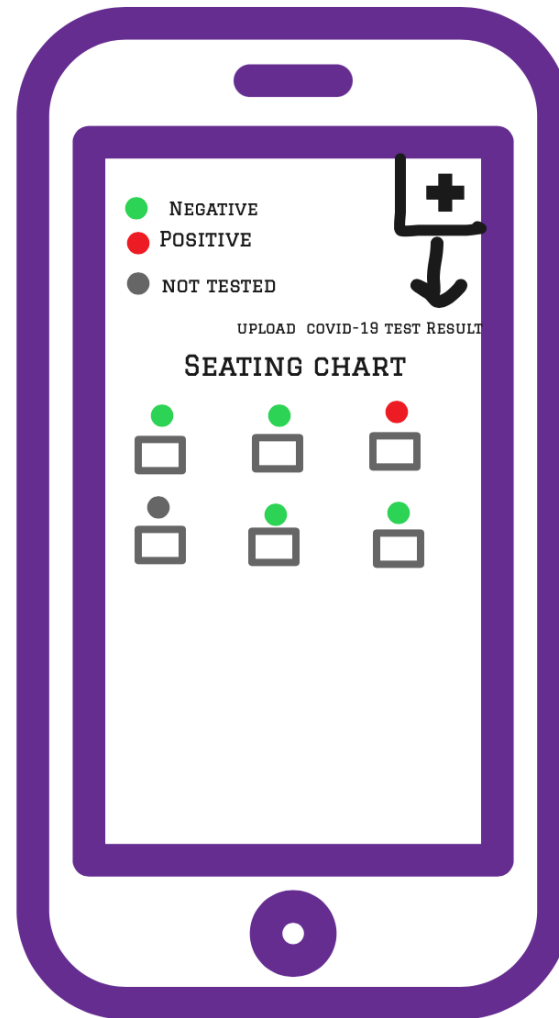 Negative
Positive
not tested
upload covid-19 test Result
Seating chart